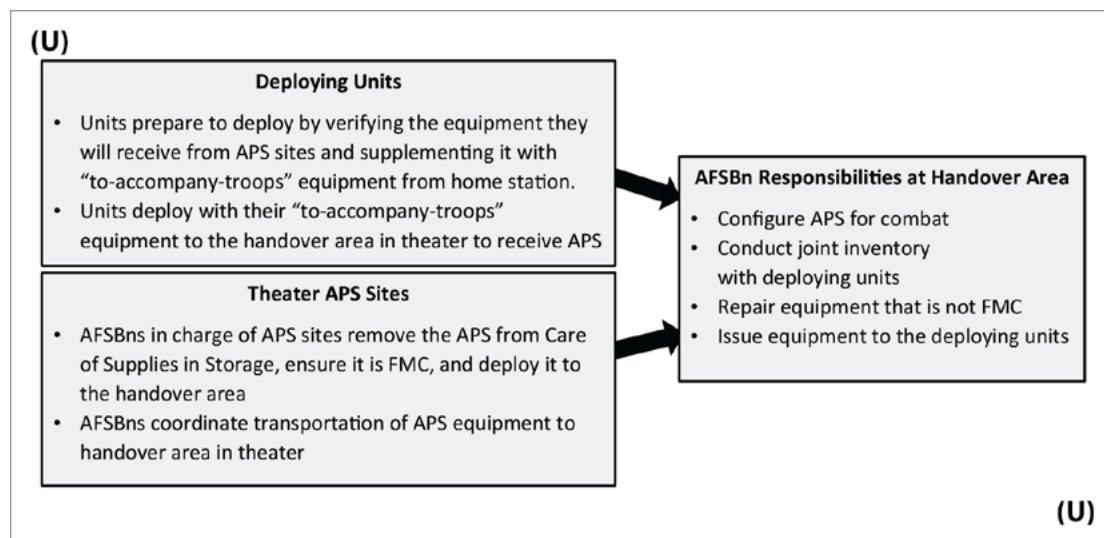 (U)
Deploying Units
• Units prepare to deploy by verifying the equipment they
will receive from APS sites and supplementing it with
“to-accompany-troops” equipment from home station.
• Units deploy with their “to-accompany-troops”
equipment to the handover area in theater to receive APS
Theater APS Sites
• AFSBns in charge of APS sites remove the APS from Care
of Supplies in Storage, ensure it is FMC, and deploy it to
the handover area
• AFSBns coordinate transportation of APS equipment to
handover area in theater
AFSBn Responsibilities at Handover Area
• Configure APS for combat
• Conduct joint inventory
with deploying units
• Repair equipment that is not FMC
• Issue equipment to the deploying units
(U)